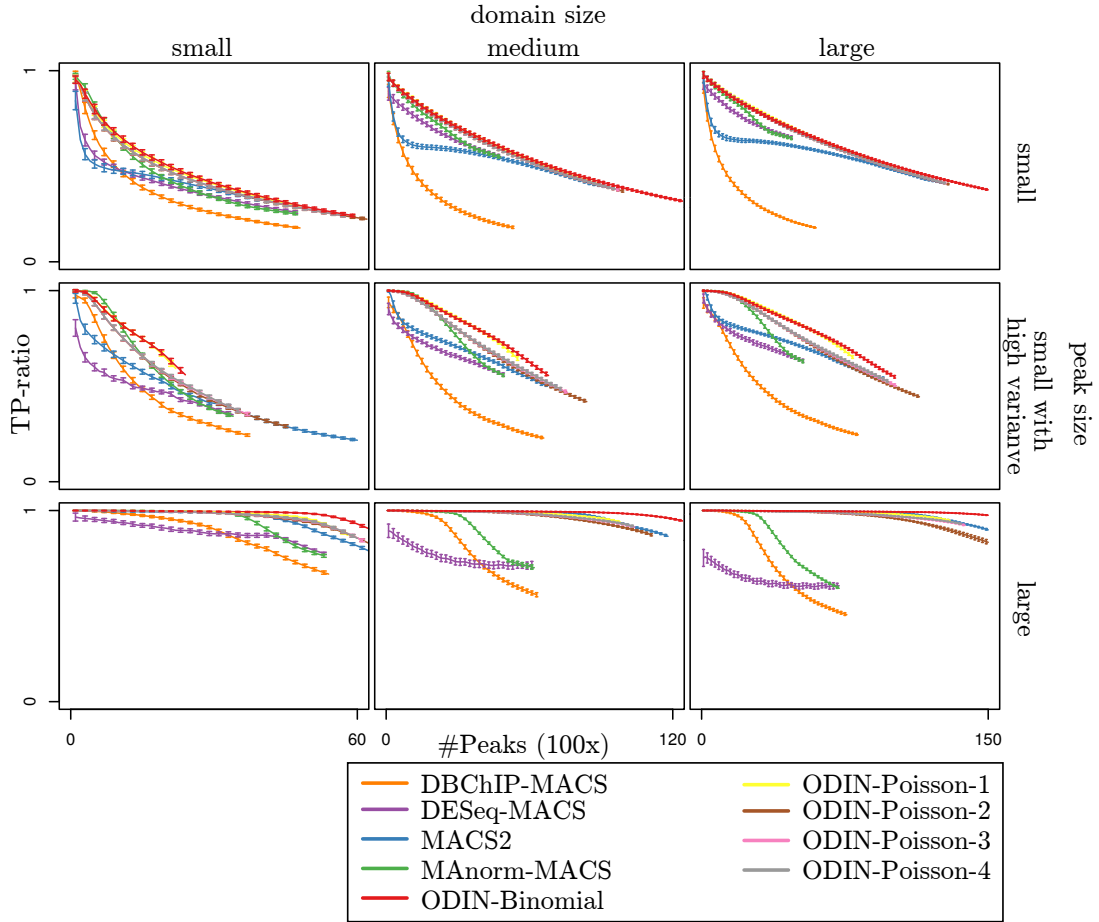 domain size
small
medium
large
1
0
small
1
0
small with
high varianve
1
0
large
TP-ratio
peak size
0
60
0
120
0
150
#Peaks (100x)
DBChIP-MACS
DESeq-MACS
MACS2
MAnorm-MACS
ODIN-Binomial
ODIN-Poisson-1
ODIN-Poisson-2
ODIN-Poisson-3
ODIN-Poisson-4